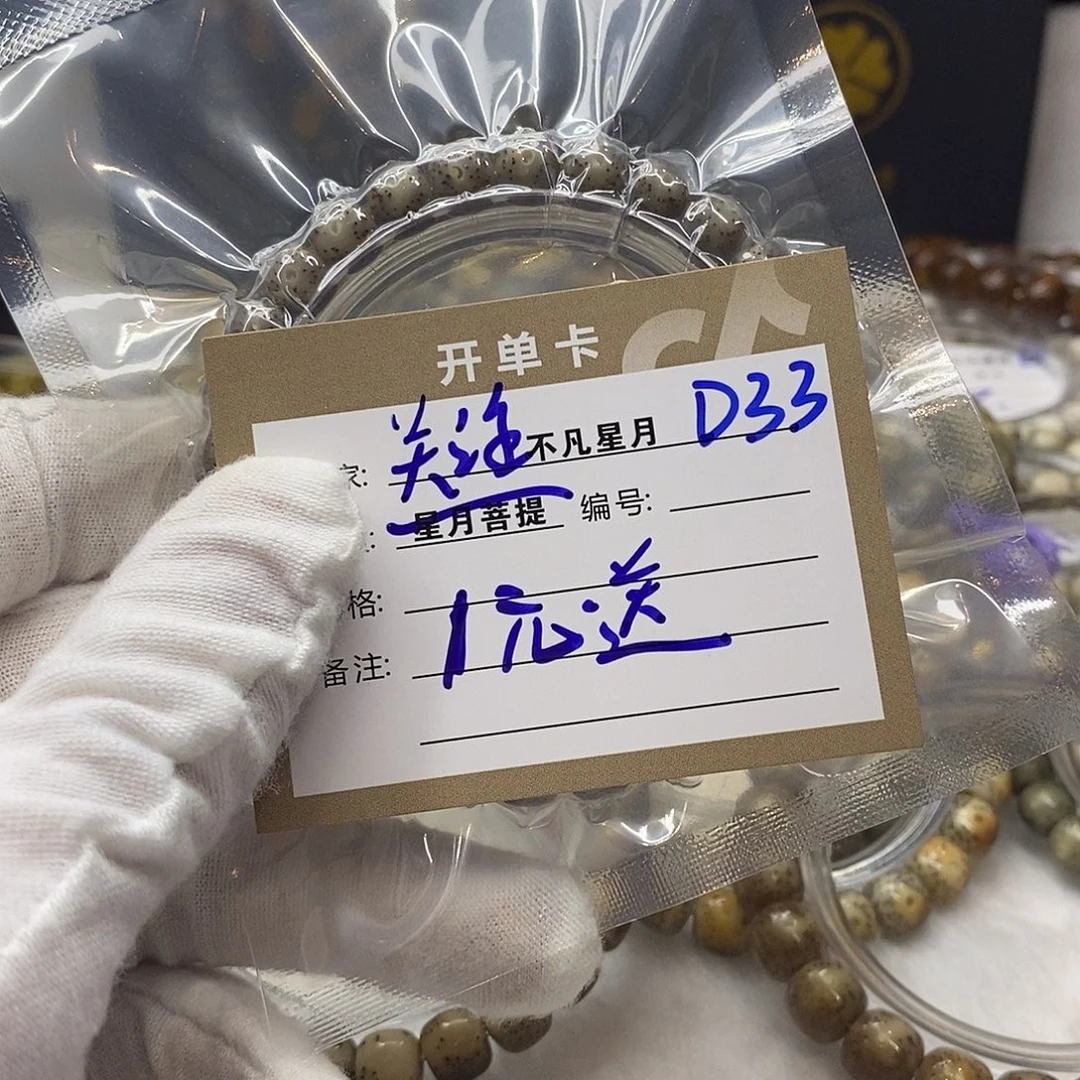 开单卡
家: 关注 不凡星月 D33
: 星月菩提 编号:
格:
1元送
备注: